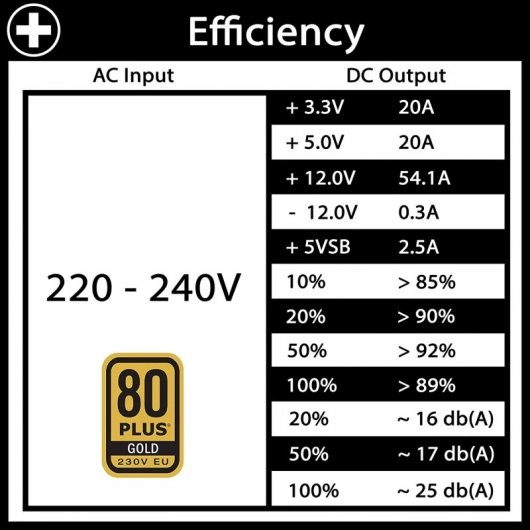 Efficiency
AC Input DC Output
+ 3.3V 20A
+ 5.0V 20A
+ 12.0V 54.1A
- 12.0V 0.3A
+ 5VSB 2.5A
220 - 240V
10% > 85%
20% > 90%
50% > 92%
100% > 89%
20% ~ 16 db(A)
50% ~ 17 db(A)
100% ~ 25 db(A)
80
PLUS®
GOLD
230V EU